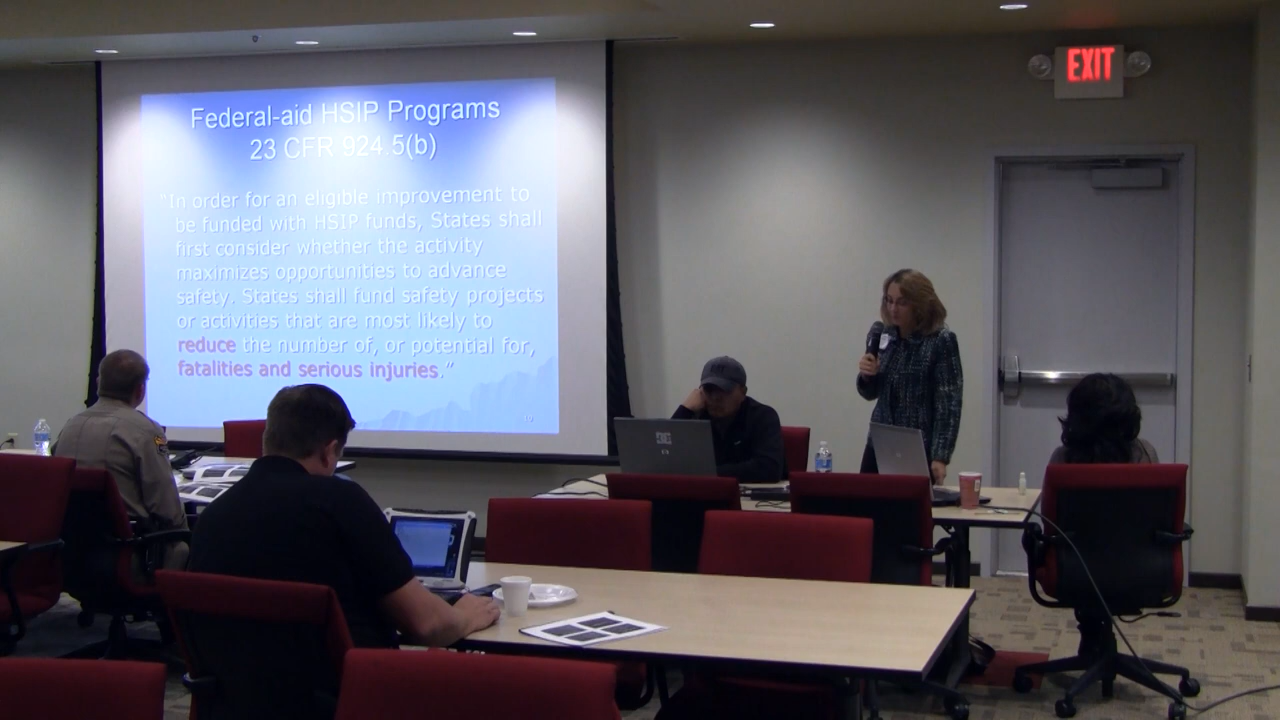 Federal-aid HSIP Programs
23 CFR 924.5(b)
“In order for an eligible improvement to
be funded with HSIP funds, States shall
first consider whether the activity
maximizes opportunities to advance
safety. States shall fund safety projects
or activities that are most likely to
reduce the number of, or potential for,
fatalities and serious injuries.”
19
EXIT